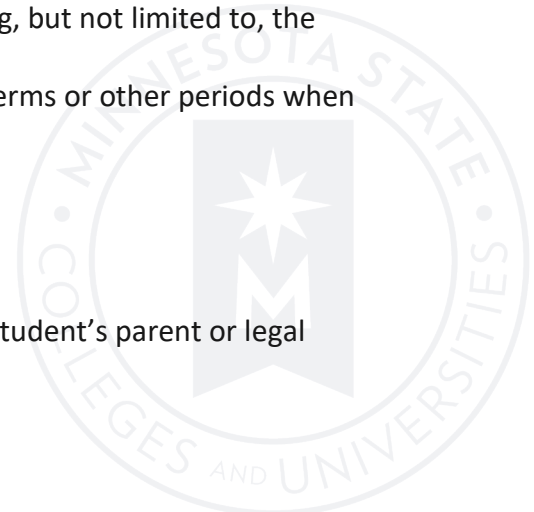 g, but not limited to, the
erms or other periods when
tudent’s parent or legal
MINNESOTA STATE
COLLEGES AND UNIVERSITIES